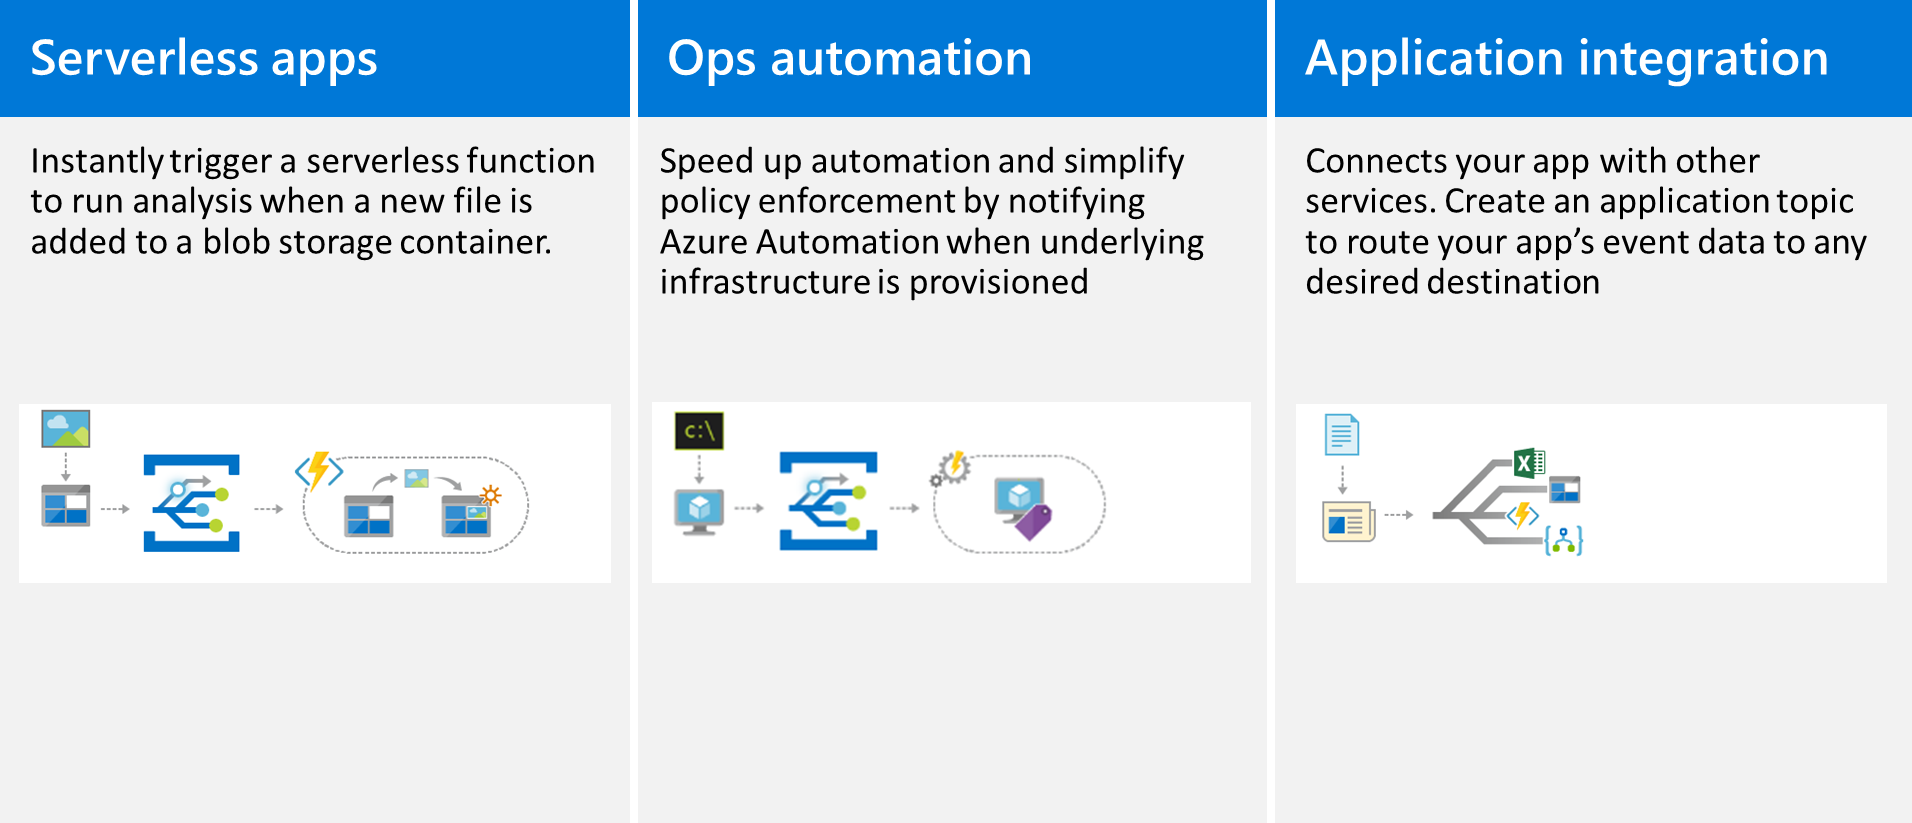 Serverless apps
Instantly trigger a serverless function
to run analysis when a new file is
added to a blob storage container.
Ops automation
Speed up automation and simplify
policy enforcement by notifying
Azure Automation when underlying
infrastructure is provisioned
c:\
Application integration
Connects your app with other
services. Create an application topic
to route your app’s event data to any
desired destination
X